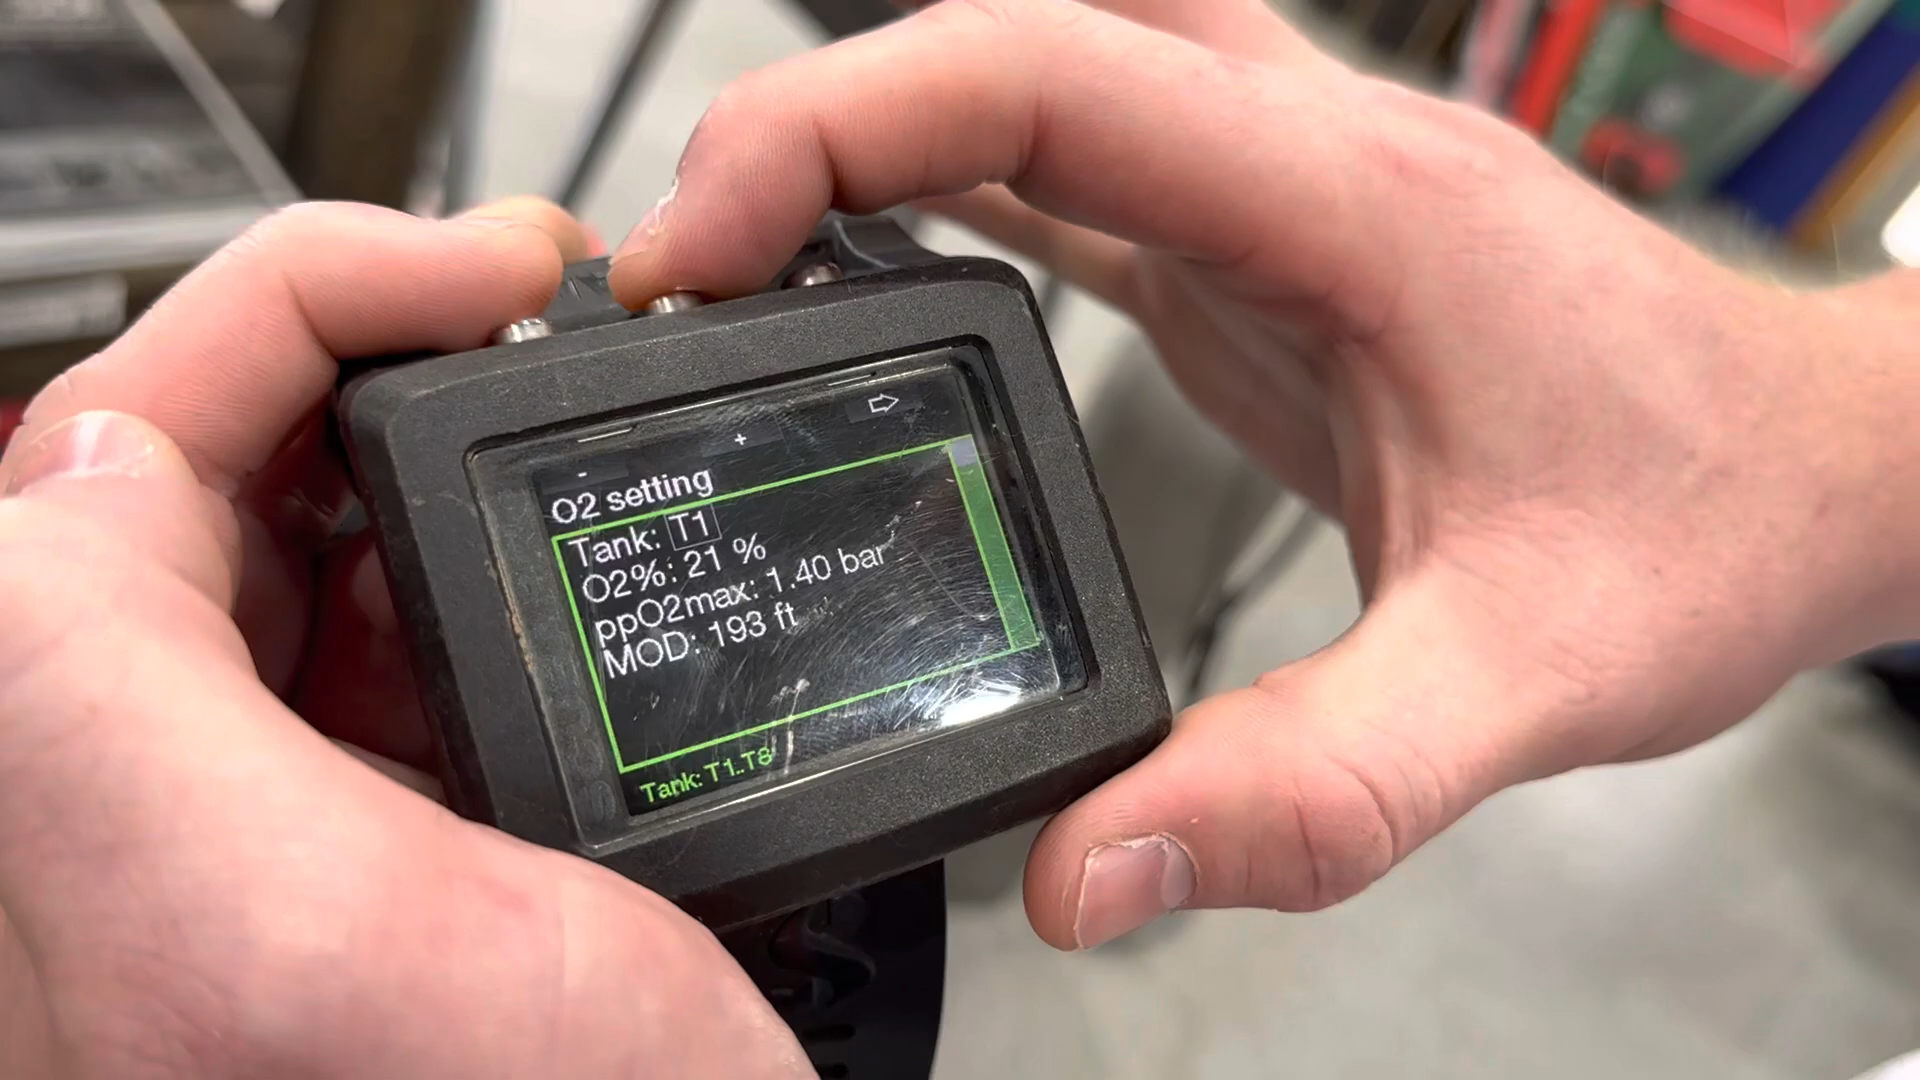 - +
O2 setting
Tank: T1
O2%: 21 %
ppO2max: 1.40 bar
MOD: 193 ft
Tank: T1..T8